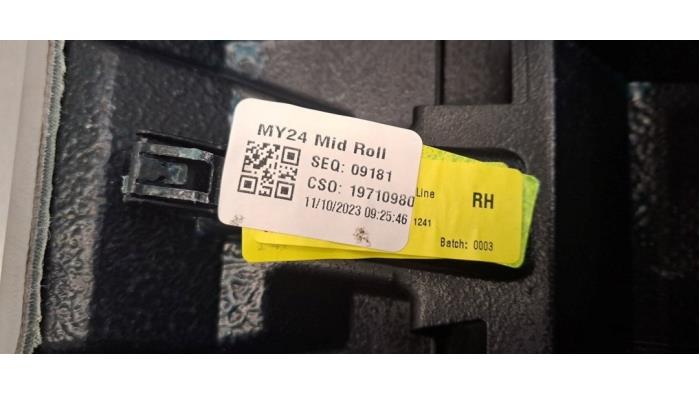 MY24 Mid Roll
SEQ: 09181
CSO: 19710980
11/10/2023 09:25:46
Line
RH
1241
Batch: 0003